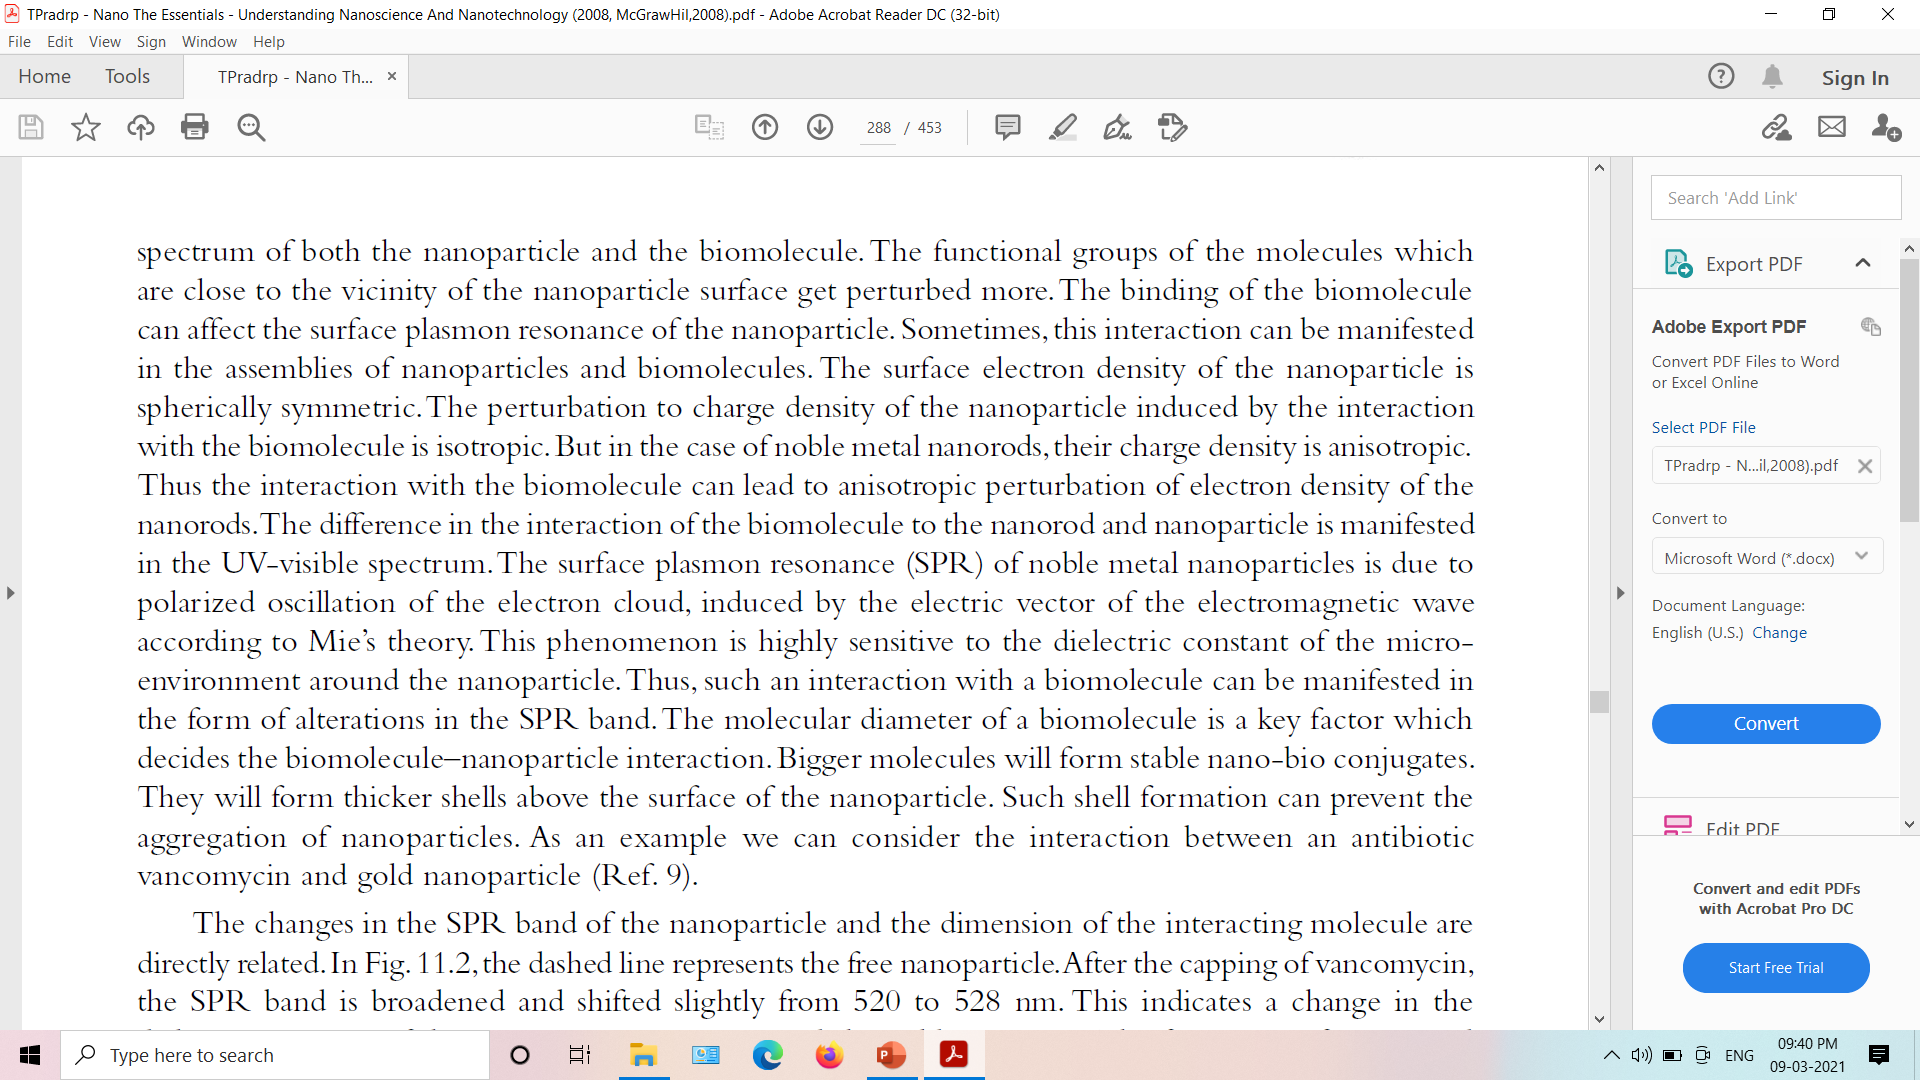 TPradrp - Nano The Essentials - Understanding Nanoscience And Nanotechnology (2008, McGrawHil,2008).pdf - Adobe Acrobat Reader DC (32-bit)
File Edit View Sign Window Help
Home Tools TPradrp - Nano Th... × Sign In
288 / 453
spectrum of both the nanoparticle and the biomolecule. The functional groups of the molecules which
are close to the vicinity of the nanoparticle surface get perturbed more. The binding of the biomolecule
can affect the surface plasmon resonance of the nanoparticle. Sometimes, this interaction can be manifested
in the assemblies of nanoparticles and biomolecules. The surface electron density of the nanoparticle is
spherically symmetric. The perturbation to charge density of the nanoparticle induced by the interaction
with the biomolecule is isotropic. But in the case of noble metal nanorods, their charge density is anisotropic.
Thus the interaction with the biomolecule can lead to anisotropic perturbation of electron density of the
nanorods. The difference in the interaction of the biomolecule to the nanorod and nanoparticle is manifested
in the UV-visible spectrum. The surface plasmon resonance (SPR) of noble metal nanoparticles is due to
polarized oscillation of the electron cloud, induced by the electric vector of the electromagnetic wave
according to Mie's theory. This phenomenon is highly sensitive to the dielectric constant of the micro-
environment around the nanoparticle. Thus, such an interaction with a biomolecule can be manifested in
the form of alterations in the SPR band. The molecular diameter of a biomolecule is a key factor which
decides the biomolecule–nanoparticle interaction. Bigger molecules will form stable nano-bio conjugates.
They will form thicker shells above the surface of the nanoparticle. Such shell formation can prevent the
aggregation of nanoparticles. As an example we can consider the interaction between an antibiotic
vancomycin and gold nanoparticle (Ref. 9).
The changes in the SPR band of the nanoparticle and the dimension of the interacting molecule are
directly related. In Fig. 11.2, the dashed line represents the free nanoparticle. After the capping of vancomycin,
the SPR band is broadened and shifted slightly from 520 to 528 nm. This indicates a change in the
Search 'Add Link'
Export PDF
Adobe Export PDF
Convert PDF Files to Word
or Excel Online
Select PDF File
TPradrp - N...il,2008).pdf
Convert to
Microsoft Word (*.docx)
Document Language:
English (U.S.) Change
Convert
Edit PDF
Convert and edit PDFs
with Acrobat Pro DC
Start Free Trial
Type here to search
ENG
09:40 PM
09-03-2021